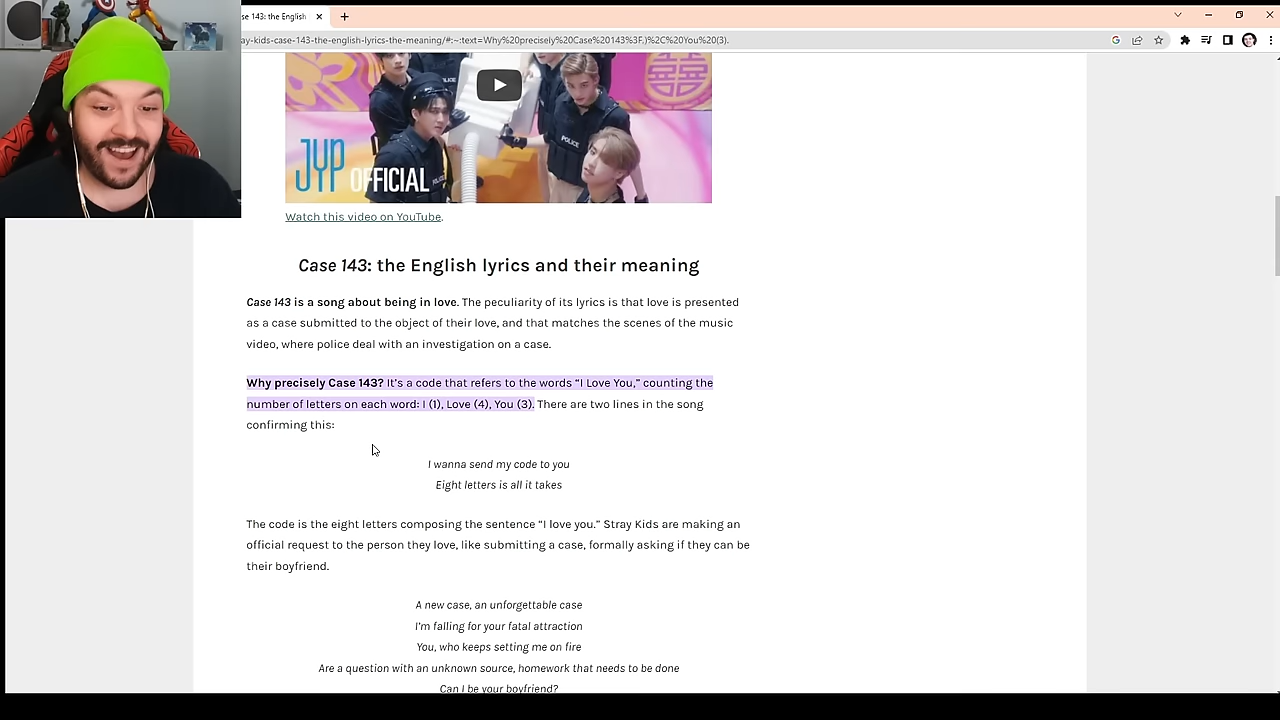 se 143: the English
ay-kids-case-143-the-english-lyrics-the-meaning/#:~:text=Why%20precisely%20Case%20143%3F,)%2C%20You%20(3).
POLICE
POLICE
JYP OFFICIAL
Watch this video on YouTube.
Case 143: the English lyrics and their meaning
Case 143 is a song about being in love. The peculiarity of its lyrics is that love is presented
as a case submitted to the object of their love, and that matches the scenes of the music
video, where police deal with an investigation on a case.
Why precisely Case 143? It’s a code that refers to the words “I Love You,” counting the
number of letters on each word: I (1), Love (4), You (3). There are two lines in the song
confirming this:
I wanna send my code to you
Eight letters is all it takes
The code is the eight letters composing the sentence “I love you.” Stray Kids are making an
official request to the person they love, like submitting a case, formally asking if they can be
their boyfriend.
A new case, an unforgettable case
I’m falling for your fatal attraction
You, who keeps setting me on fire
Are a question with an unknown source, homework that needs to be done
Can I be your boyfriend?